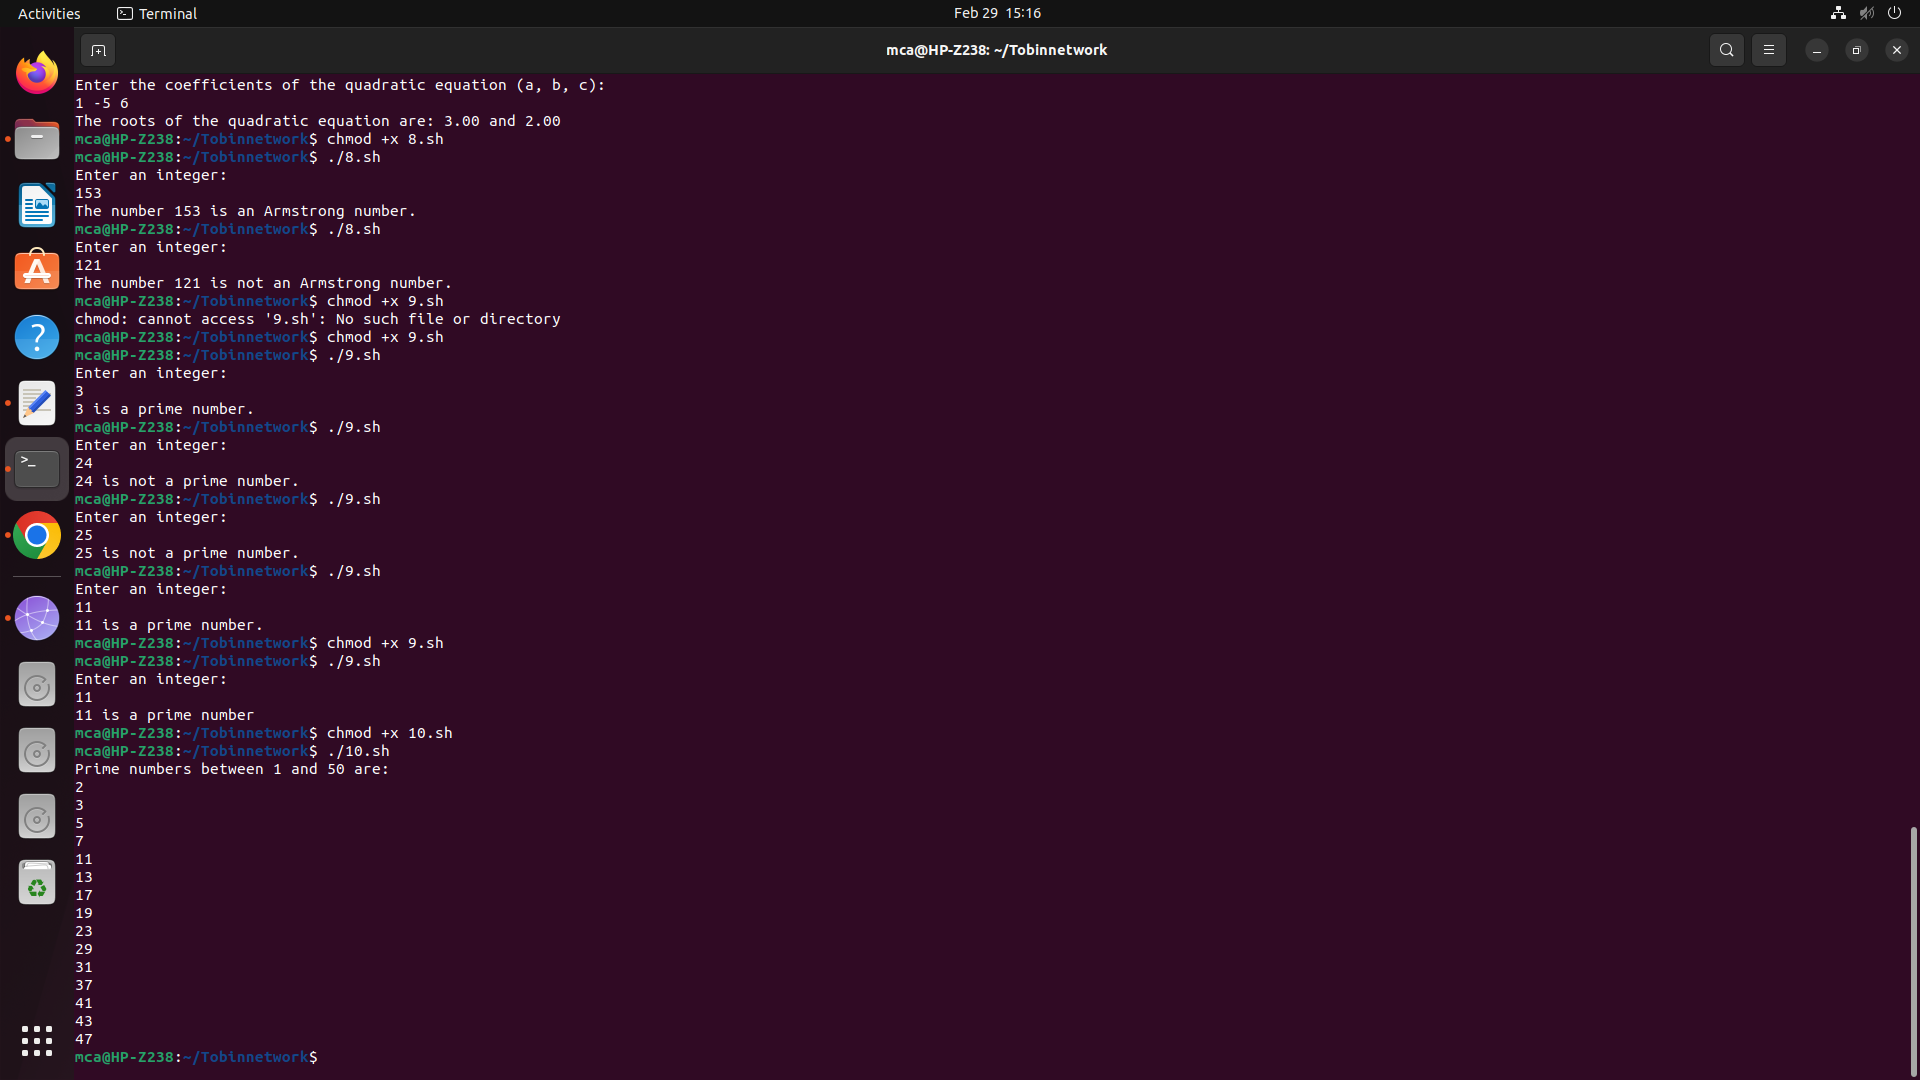 Activities Terminal Feb 29 15:16
mca@HP-Z238: ~/Tobinnetwork
Enter the coefficients of the quadratic equation (a, b, c):
1 -5 6
The roots of the quadratic equation are: 3.00 and 2.00
mca@HP-Z238:~/Tobinnetwork$ chmod +x 8.sh
mca@HP-Z238:~/Tobinnetwork$ ./8.sh
Enter an integer:
153
The number 153 is an Armstrong number.
mca@HP-Z238:~/Tobinnetwork$ ./8.sh
Enter an integer:
121
The number 121 is not an Armstrong number.
mca@HP-Z238:~/Tobinnetwork$ chmod +x 9.sh
chmod: cannot access '9.sh': No such file or directory
mca@HP-Z238:~/Tobinnetwork$ chmod +x 9.sh
mca@HP-Z238:~/Tobinnetwork$ ./9.sh
Enter an integer:
3
3 is a prime number.
mca@HP-Z238:~/Tobinnetwork$ ./9.sh
Enter an integer:
24
24 is not a prime number.
mca@HP-Z238:~/Tobinnetwork$ ./9.sh
Enter an integer:
25
25 is not a prime number.
mca@HP-Z238:~/Tobinnetwork$ ./9.sh
Enter an integer:
11
11 is a prime number.
mca@HP-Z238:~/Tobinnetwork$ chmod +x 9.sh
mca@HP-Z238:~/Tobinnetwork$ ./9.sh
Enter an integer:
11
11 is a prime number
mca@HP-Z238:~/Tobinnetwork$ chmod +x 10.sh
mca@HP-Z238:~/Tobinnetwork$ ./10.sh
Prime numbers between 1 and 50 are:
2
3
5
7
11
13
17
19
23
29
31
37
41
43
47
mca@HP-Z238:~/Tobinnetwork$